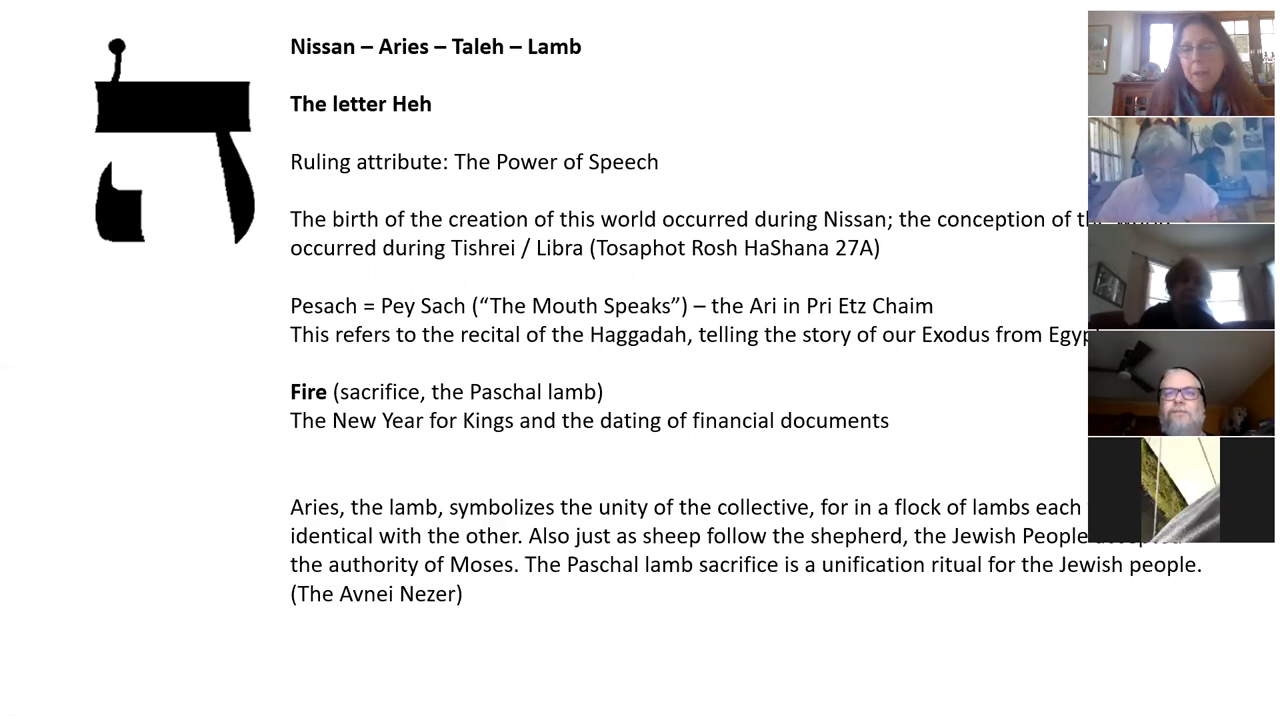 ה
Nissan – Aries – Taleh – Lamb
The letter Heh
Ruling attribute: The Power of Speech
The birth of the creation of this world occurred during Nissan; the conception of
occurred during Tishrei / Libra (Tosaphot Rosh HaShana 27A)
Pesach = Pey Sach (“The Mouth Speaks”) – the Ari in Pri Etz Chaim
This refers to the recital of the Haggadah, telling the story of our Exodus from
Fire (sacrifice, the Paschal lamb)
The New Year for Kings and the dating of financial documents
Aries, the lamb, symbolizes the unity of the collective, for in a flock of lambs each
identical with the other. Also just as sheep follow the shepherd, the Jewish People
the authority of Moses. The Paschal lamb sacrifice is a unification ritual for the Jewish people.
(The Avnei Nezer)